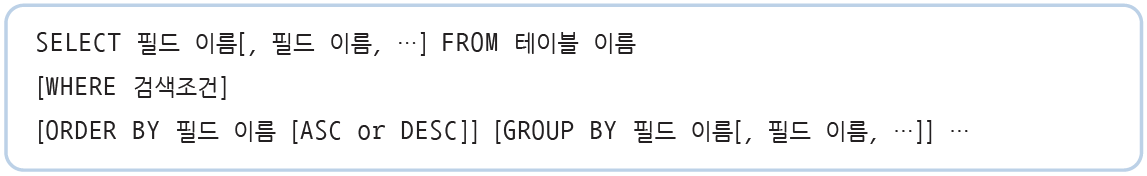 SELECT 필드 이름[, 필드 이름, …] FROM 테이블 이름
[WHERE 검색조건]
[ORDER BY 필드 이름 [ASC or DESC]] [GROUP BY 필드 이름[, 필드 이름, …]] …